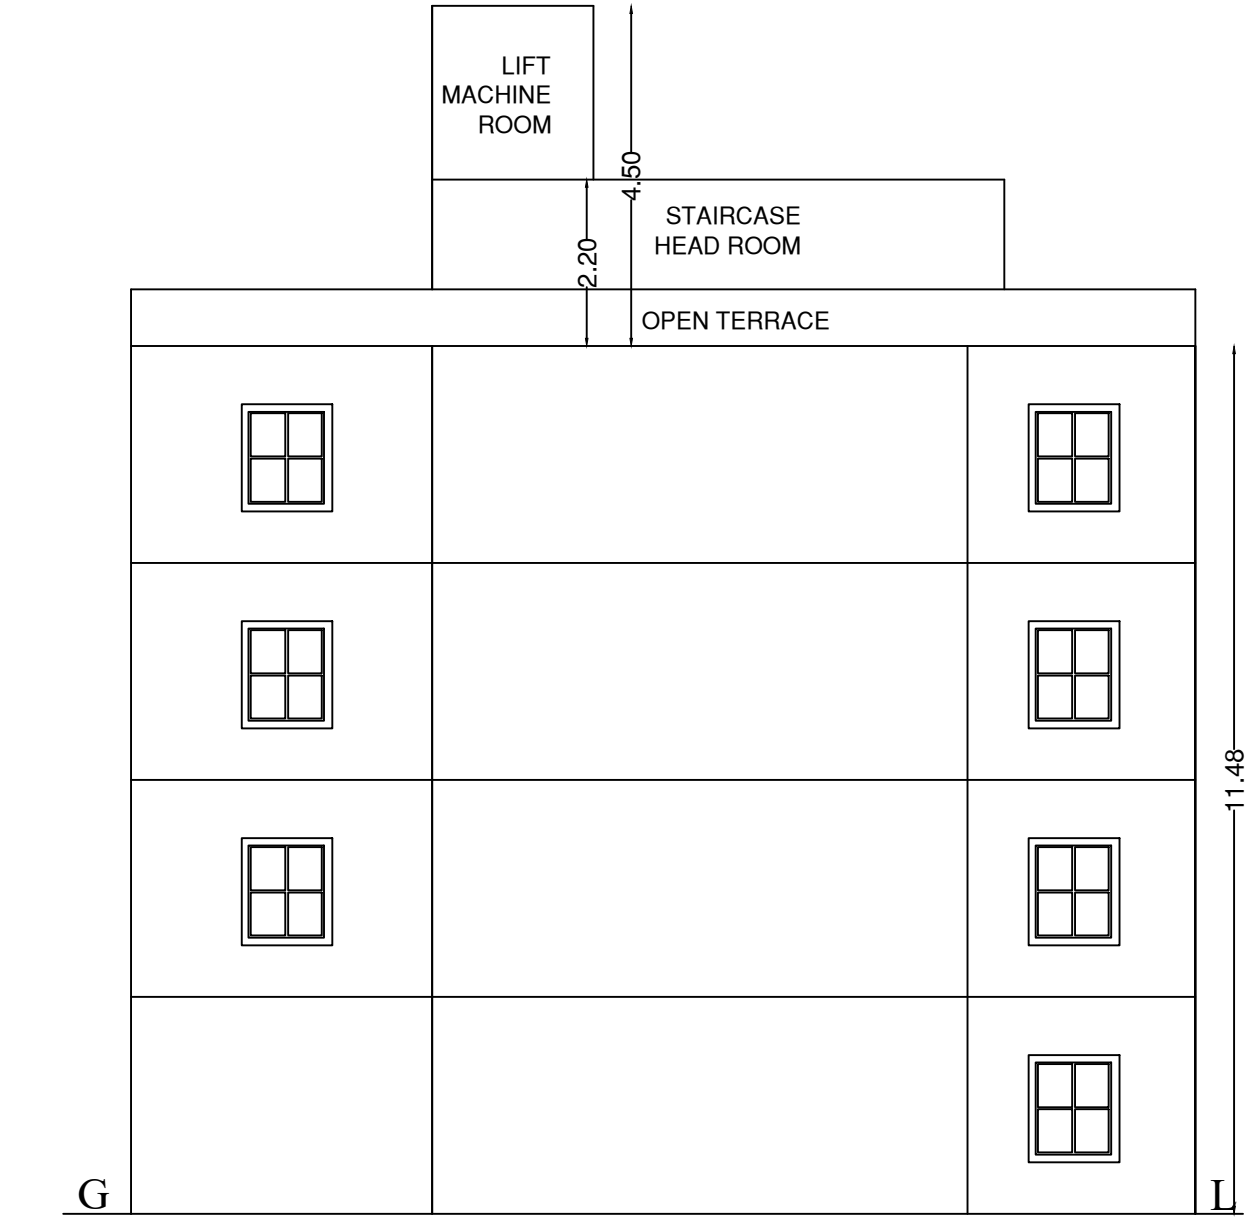 LIFT
MACHINE
ROOM
4.50
STAIRCASE
HEAD ROOM
2.20
OPEN TERRACE
11.48
G
L